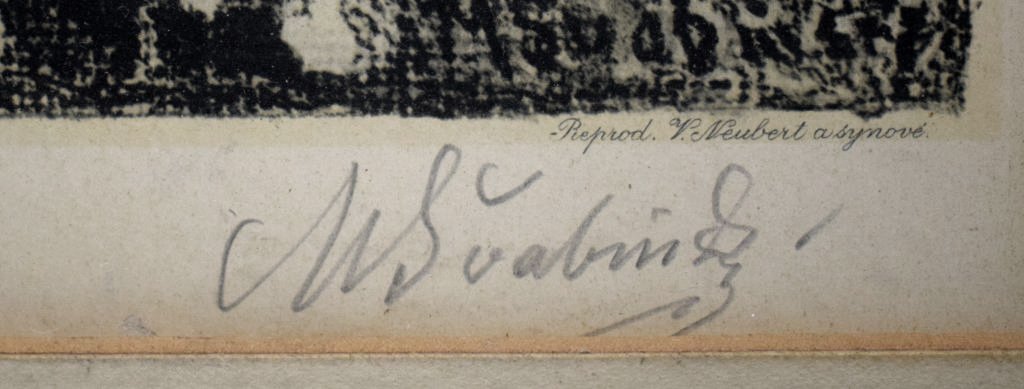 Reprod. V. Neubert a synové.
MŠvabinský